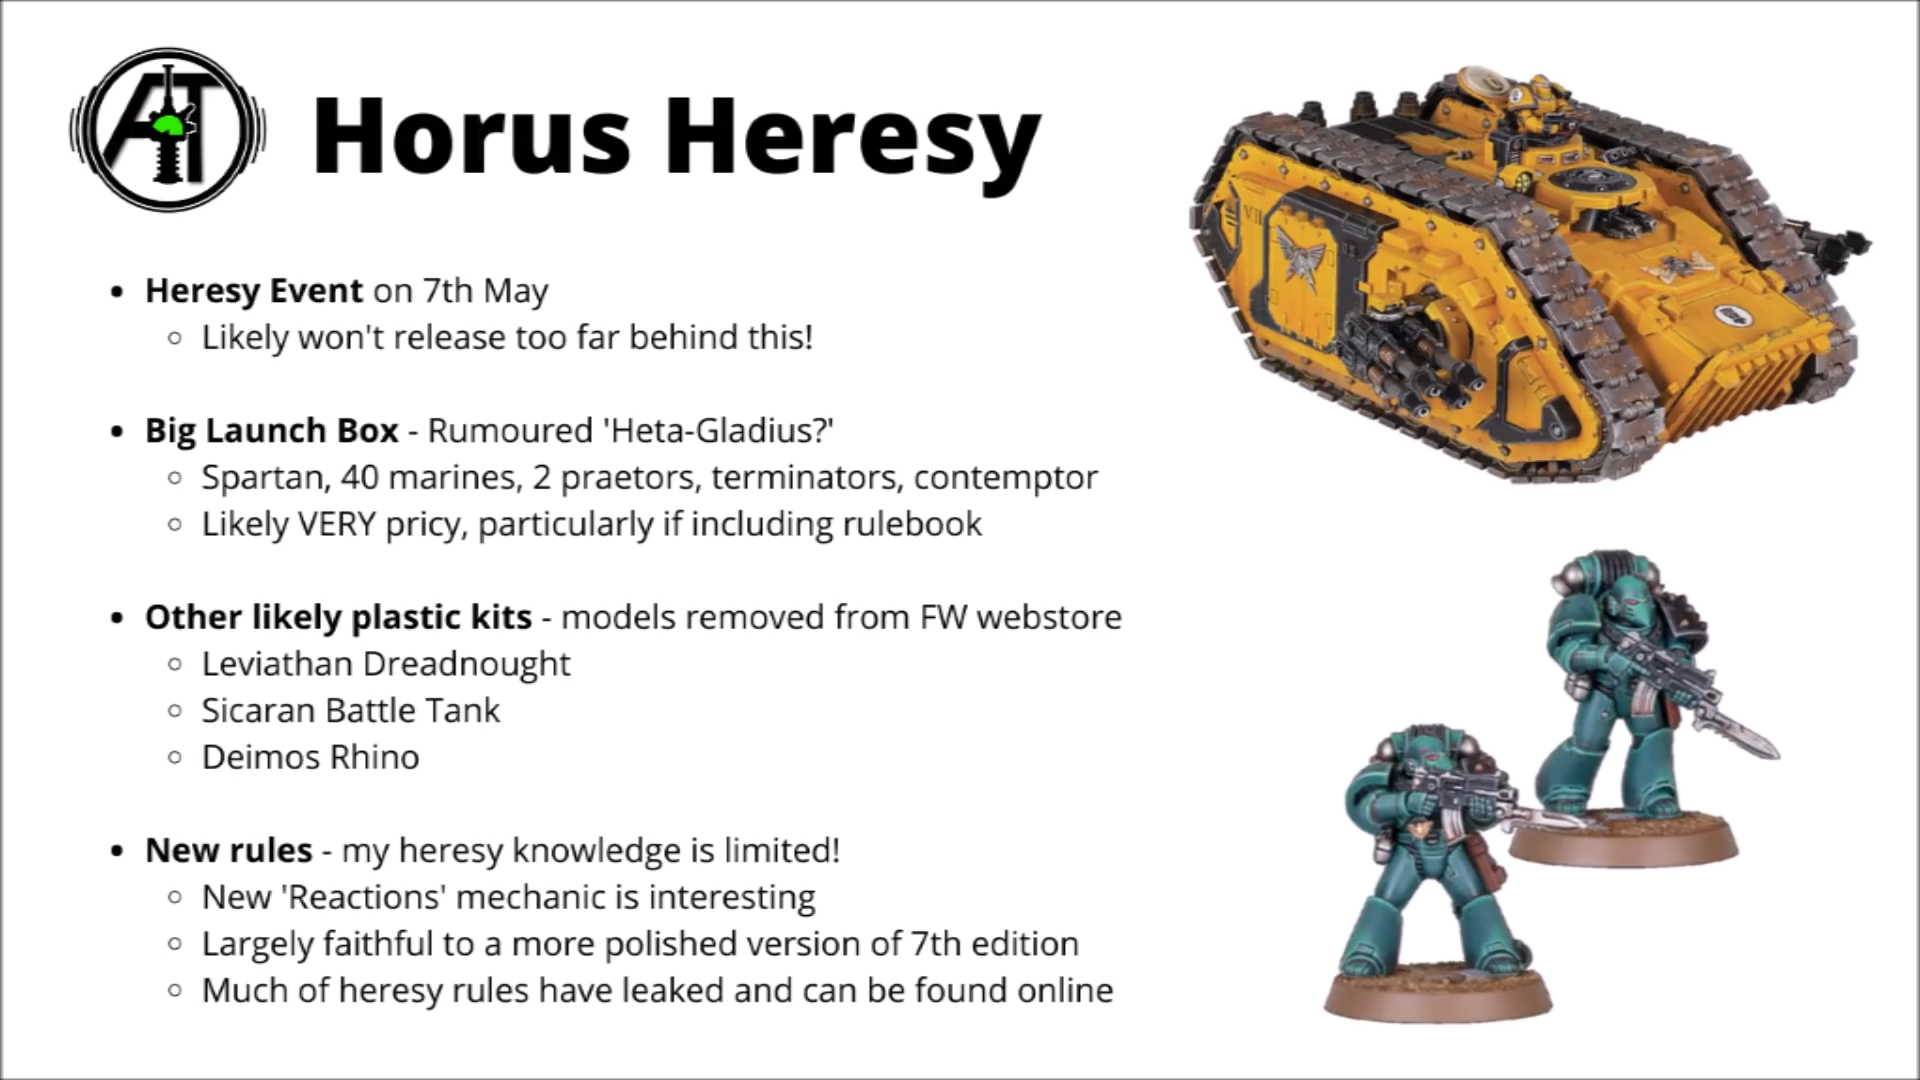 AT
Horus Heresy
• Heresy Event on 7th May
◦ Likely won't release too far behind this!
• Big Launch Box - Rumoured 'Heta-Gladius?'
◦ Spartan, 40 marines, 2 praetors, terminators, contemptor
◦ Likely VERY pricy, particularly if including rulebook
• Other likely plastic kits - models removed from FW webstore
◦ Leviathan Dreadnought
◦ Sicaran Battle Tank
◦ Deimos Rhino
• New rules - my heresy knowledge is limited!
◦ New 'Reactions' mechanic is interesting
◦ Largely faithful to a more polished version of 7th edition
◦ Much of heresy rules have leaked and can be found online
VII